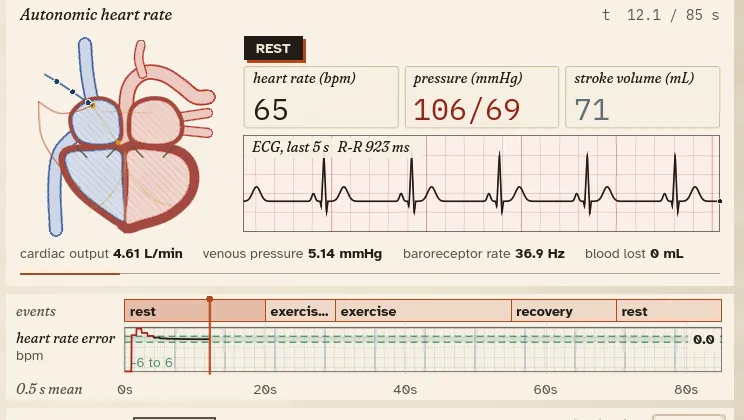 Autonomic heart rate
t 12.1 / 85 s
REST
heart rate (bpm)
65
pressure (mmHg)
106/69
stroke volume (mL)
71
ECG, last 5 s R-R 923 ms
cardiac output 4.61 L/min
venous pressure 5.14 mmHg
baroreceptor rate 36.9 Hz
blood lost 0 mL
events
rest
exercis...
exercise
recovery
rest
heart rate error
bpm
-6 to 6
0.0
0.5 s mean
0s
20s
40s
60s
80s